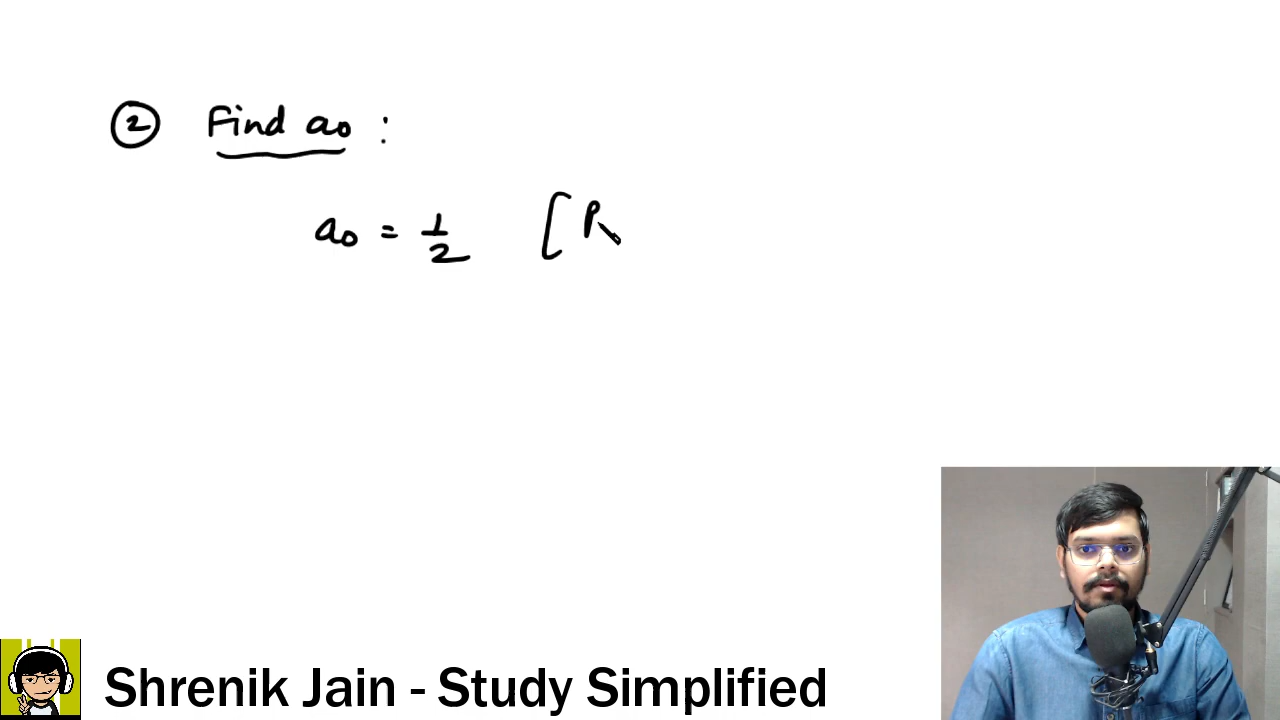 ② Find a₀ :
a₀ = 1/2 [ R
Shrenik Jain - Study Simplified